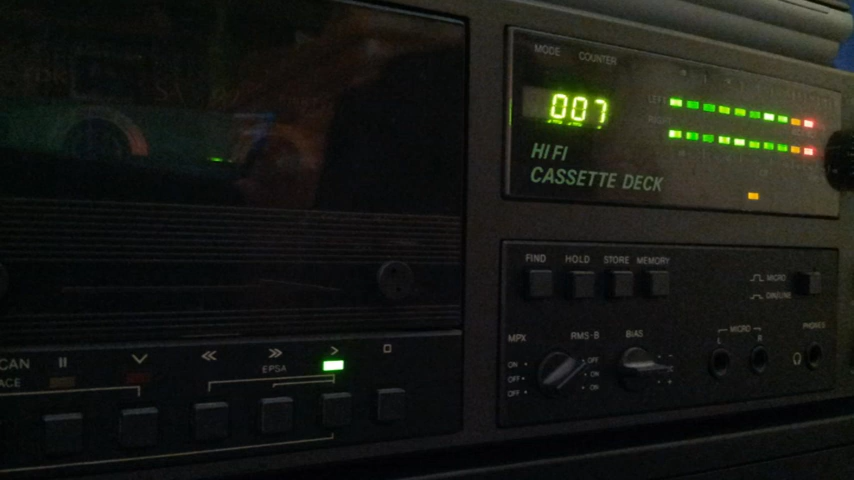 MODE COUNTER
007
LEFT
RIGHT
HI FI
CASSETTE DECK
FIND HOLD STORE MEMORY
MICRO
DIN/LINE
MPX RMS-B BIAS
MICRO
L R
PHONES
ON
OFF
OFF
OFF
ON
ON
CAN
ACE
EPSA